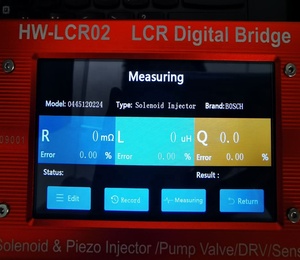 HW-LCR02 LCR Digital Bridge
Measuring
Model: 0445120224 Type: Solenoid Injector Brand:BOSCH
R 0 mΩ L 0 uH Q 0.0
Error 0.00 % Error 0.00 % Error 0.00 %
Status: Result :
Edit Record Measuring Return
Solenoid & Piezo Injector /Pump Valve/DRV/Sens